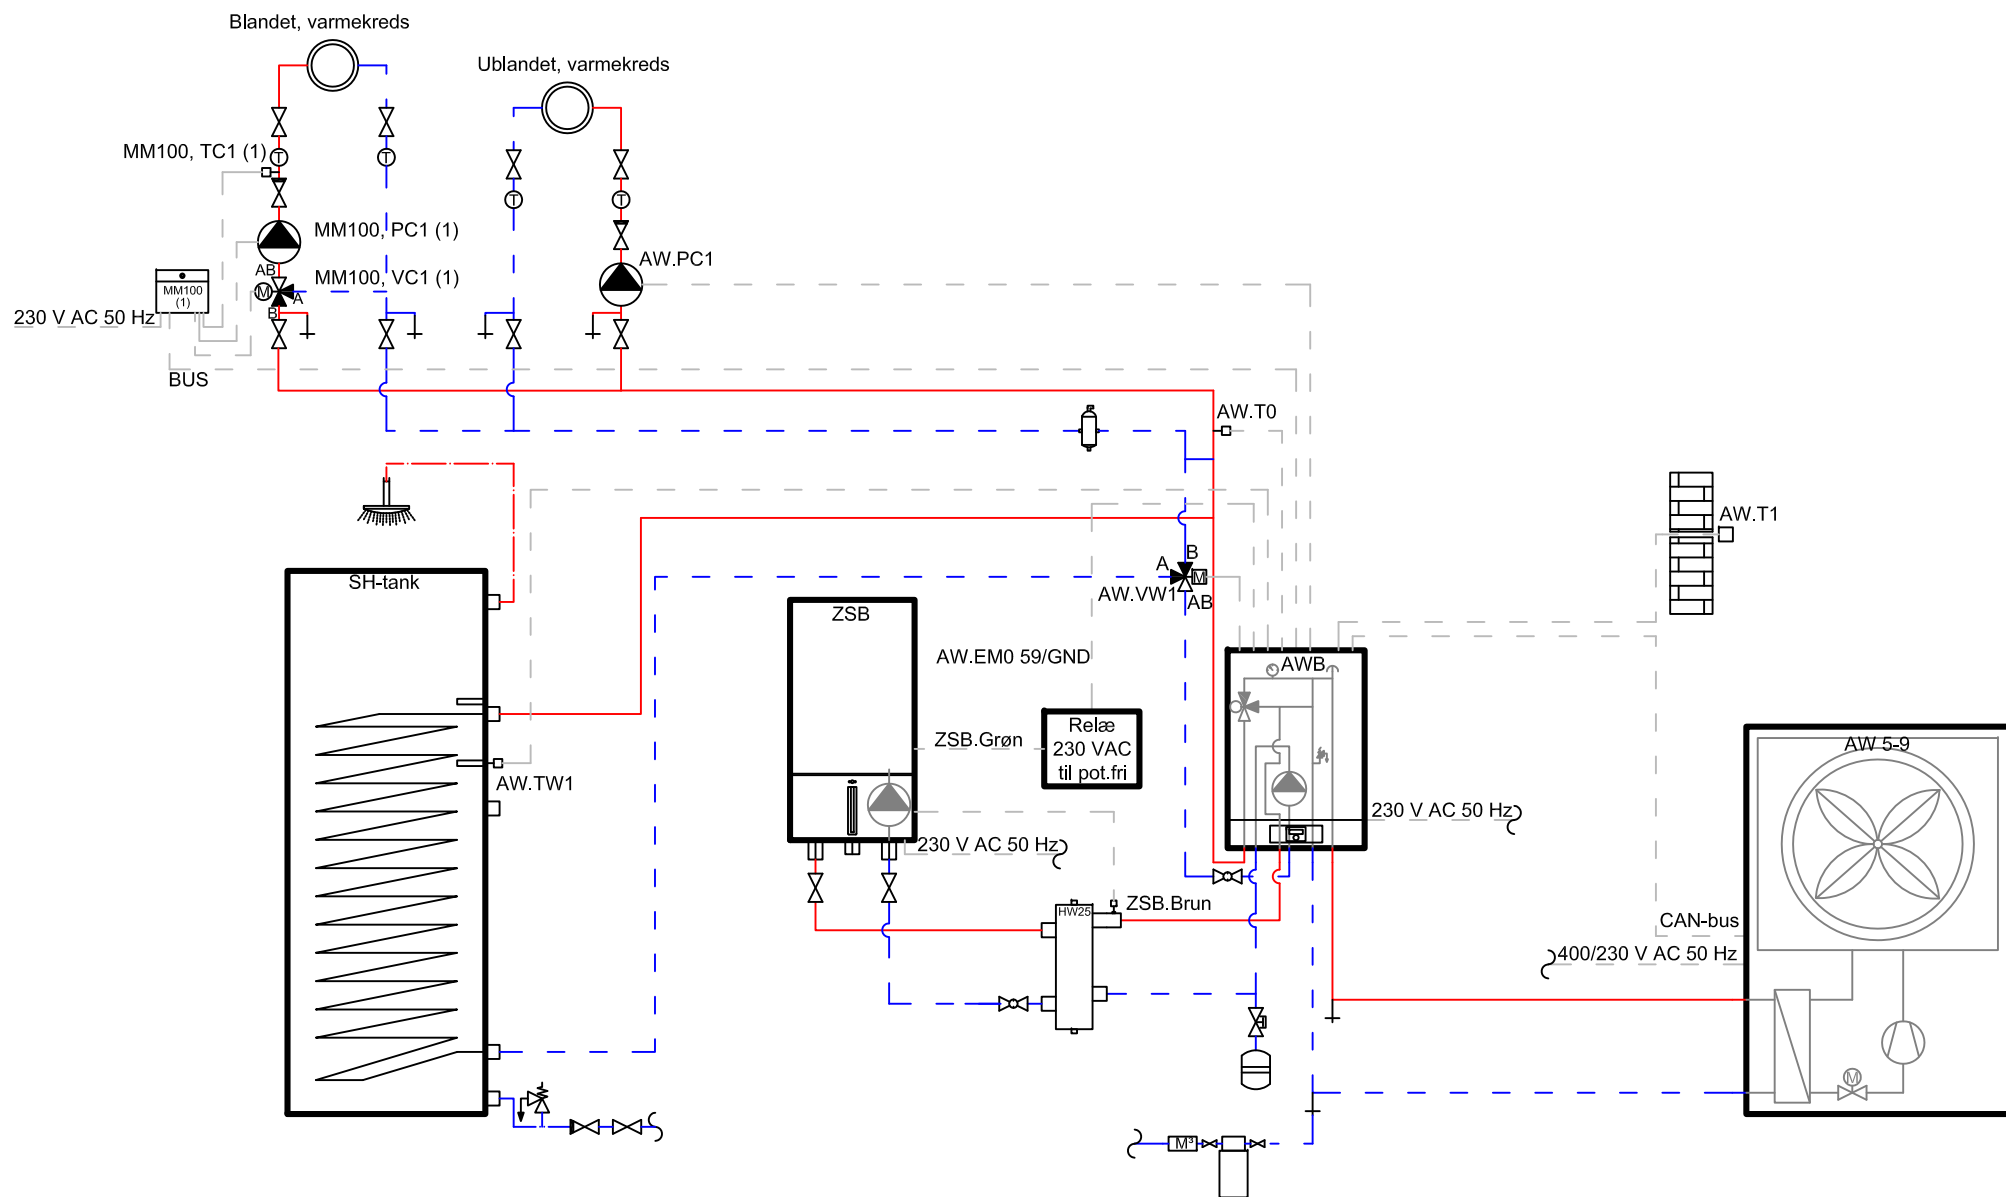 Blandet, varmekreds
Ublandet, varmekreds
MM100, TC1 (1)
T
T
T
T
MM100, PC1 (1)
AW.PC1
AB
MM100, VC1 (1)
M
A
B
MM100
(1)
230 V AC 50 Hz
BUS
AW.T0
AW.T1
B
A
M
AW.VW1
AB
SH-tank
ZSB
AW.EM0 59/GND
AWB
Relæ
230 VAC
til pot.fri
ZSB.Grøn
AW 5-9
AW.TW1
230 V AC 50 Hz
230 V AC 50 Hz
HW25
ZSB.Brun
CAN-bus
400/230 V AC 50 Hz
M
M³